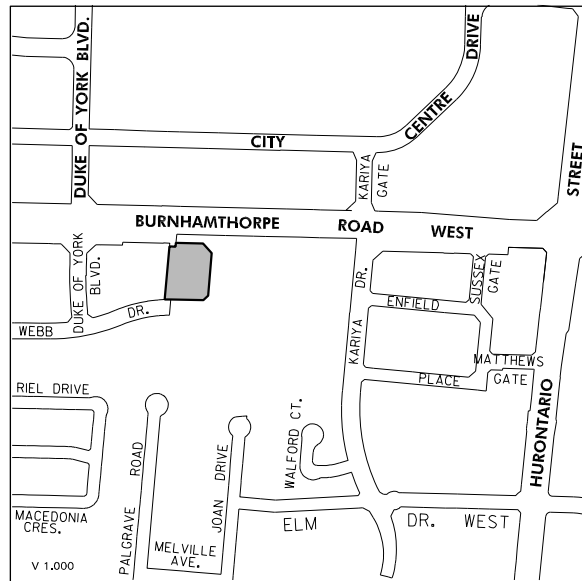 DUKE OF YORK BLVD.
CITY
CENTRE
DRIVE
KARIYA
GATE
STREET
BURNHAMTHORPE ROAD WEST
DUKE OF YORK
BLVD.
WEBB
DR.
KARIYA
DR.
SUSSEX
GATE
ENFIELD
PLACE
MATTHEWS
GATE
HURONTARIO
RIEL DRIVE
PALGRAVE
ROAD
JOAN DRIVE
WALFORD CT.
MACEDONIA
CRES.
MELVILLE
AVE.
ELM
DR. WEST
V 1.000